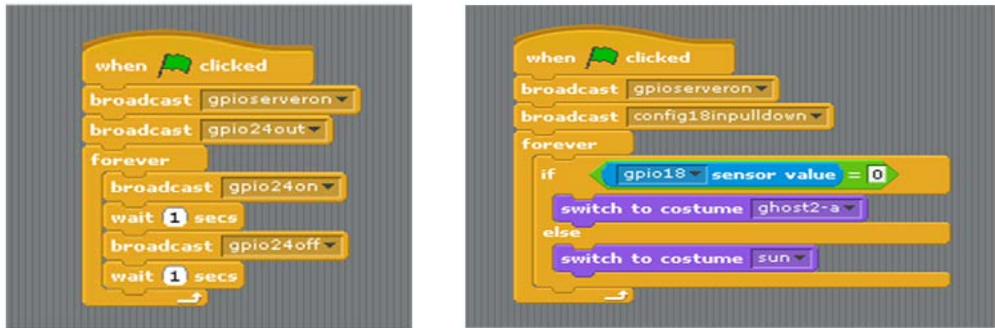 when clicked
broadcast gpioserveron
broadcast gpio24out
forever
broadcast gpio24on
wait 1 secs
broadcast gpio24off
wait 1 secs
when clicked
broadcast gpioserveron
broadcast config18inpulldown
forever
if gpio18 sensor value = 0
switch to costume ghost2-a
else
switch to costume sun